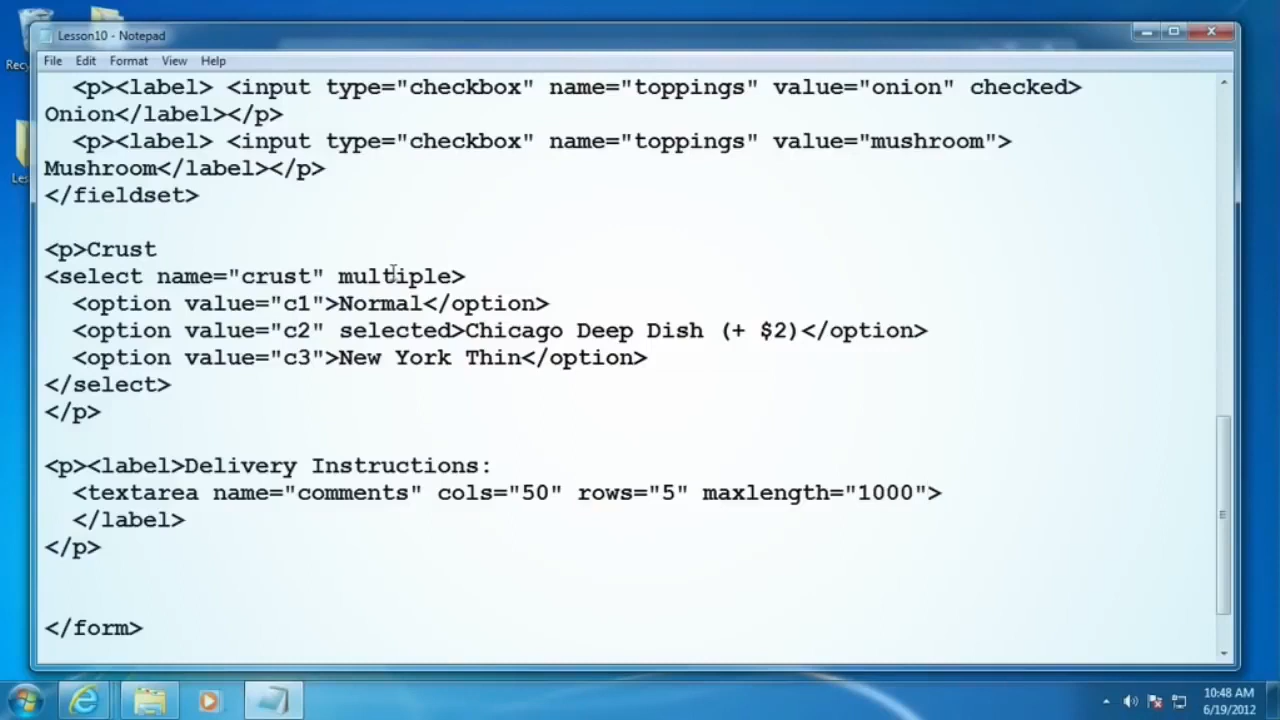 Lesson10 - Notepad
File Edit Format View Help
<p><label> <input type="checkbox" name="toppings" value="onion" checked>
Onion</label></p>
<p><label> <input type="checkbox" name="toppings" value="mushroom">
Mushroom</label></p>
</fieldset>
<p>Crust
<select name="crust" multiple>
<option value="c1">Normal</option>
<option value="c2" selected>Chicago Deep Dish (+ $2)</option>
<option value="c3">New York Thin</option>
</select>
</p>
<p><label>Delivery Instructions:
<textarea name="comments" cols="50" rows="5" maxlength="1000">
</label>
</p>
</form>
10:48 AM
6/19/2012